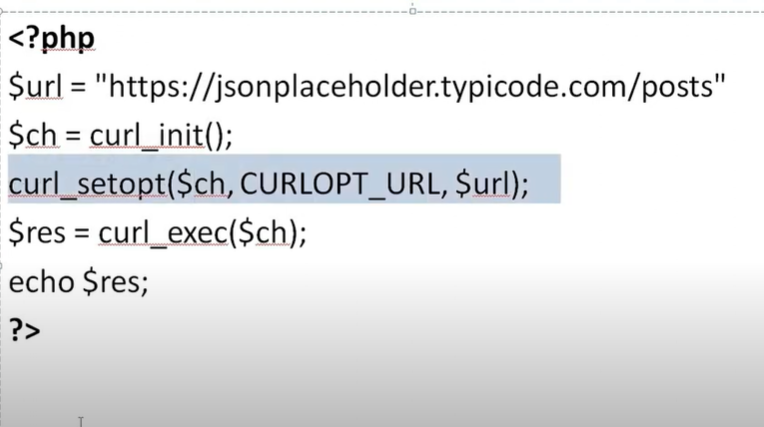 <?php
$url = "https://jsonplaceholder.typicode.com/posts"
$ch = curl_init();
curl_setopt($ch, CURLOPT_URL, $url);
$res = curl_exec($ch);
echo $res;
?>